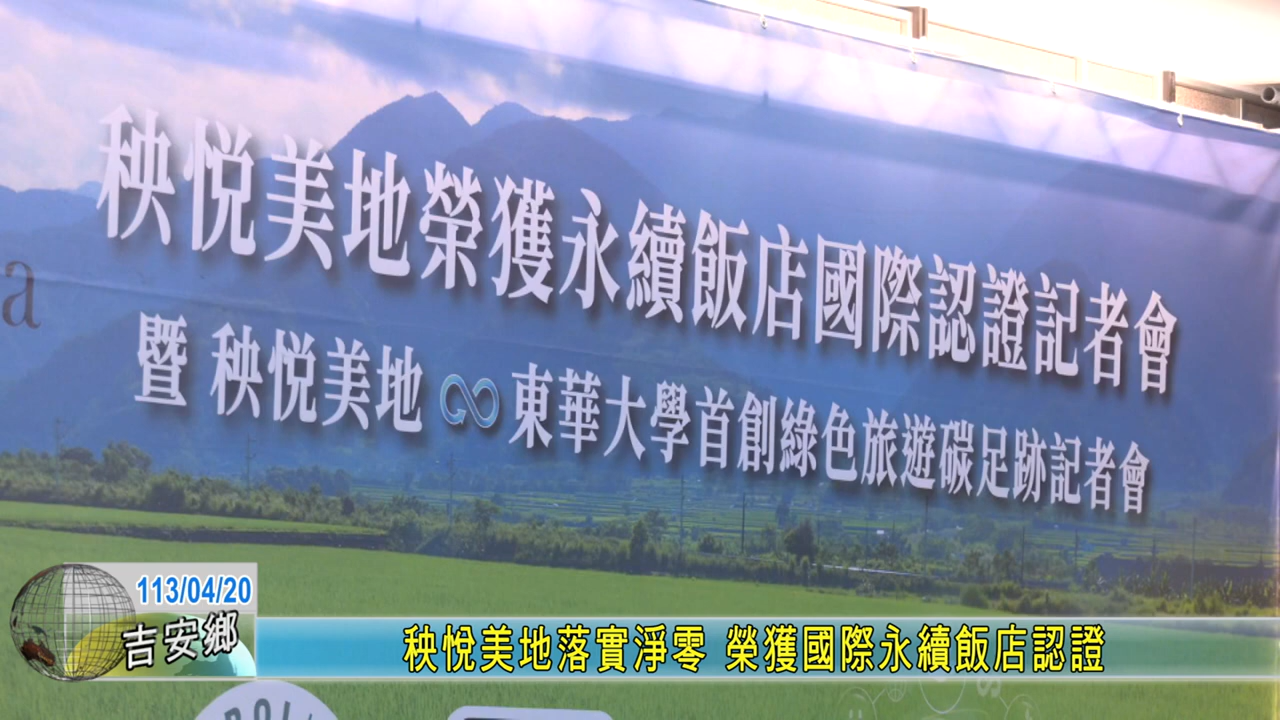 秧悦美地榮獲永續飯店國際認證記者會
a
暨 秧悦美地 東華大學首創綠色旅遊碳足跡記者會
113/04/20
吉安鄉
秧悅美地落實淨零 榮獲國際永續飯店認證